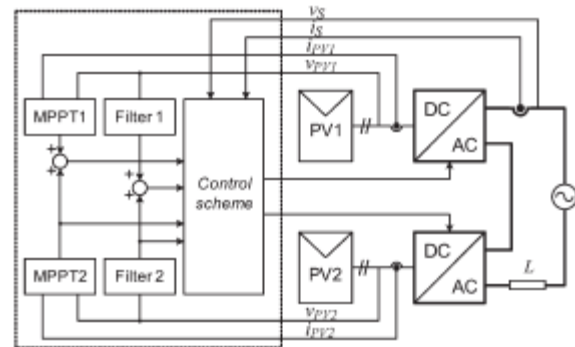 vS
iS
iPV1
vPV1
MPPT1
Filter 1
PV1
DC
AC
+
+
+
+
Control
scheme
MPPT2
Filter 2
PV2
DC
AC
L
vPV2
iPV2